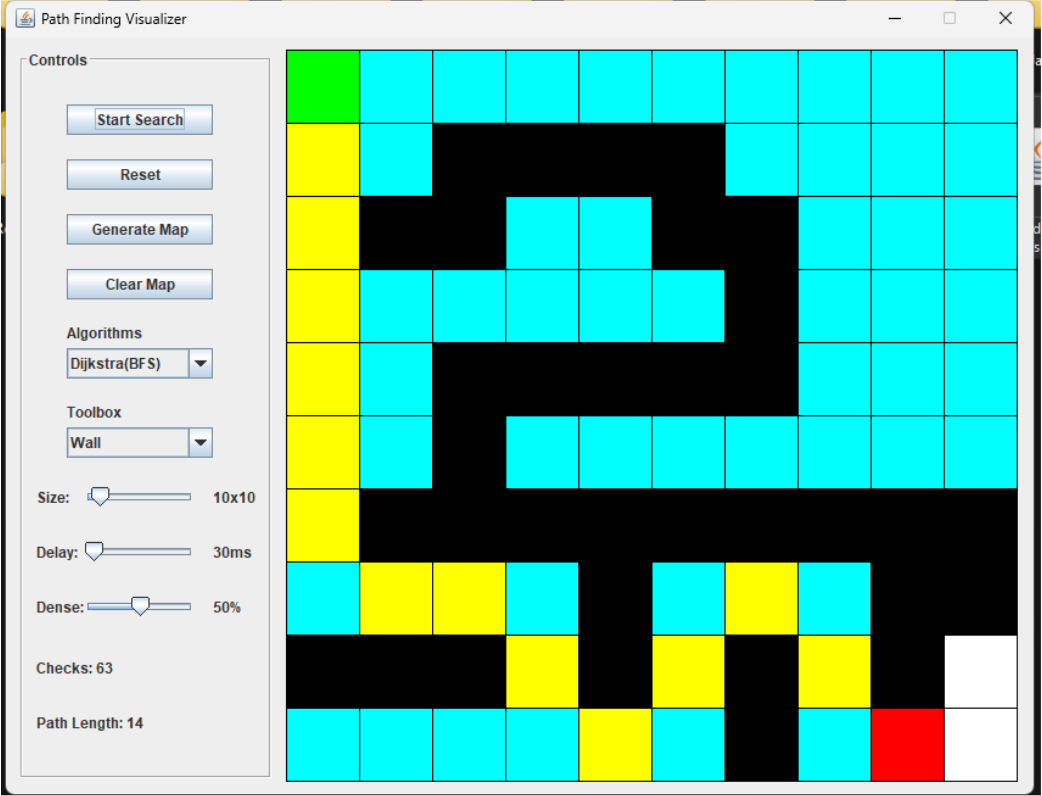 Path Finding Visualizer
Controls
Start Search
Reset
Generate Map
Clear Map
Algorithms
Dijkstra(BFS)
Toolbox
Wall
Size: 10x10
Delay: 30ms
Dense: 50%
Checks: 63
Path Length: 14